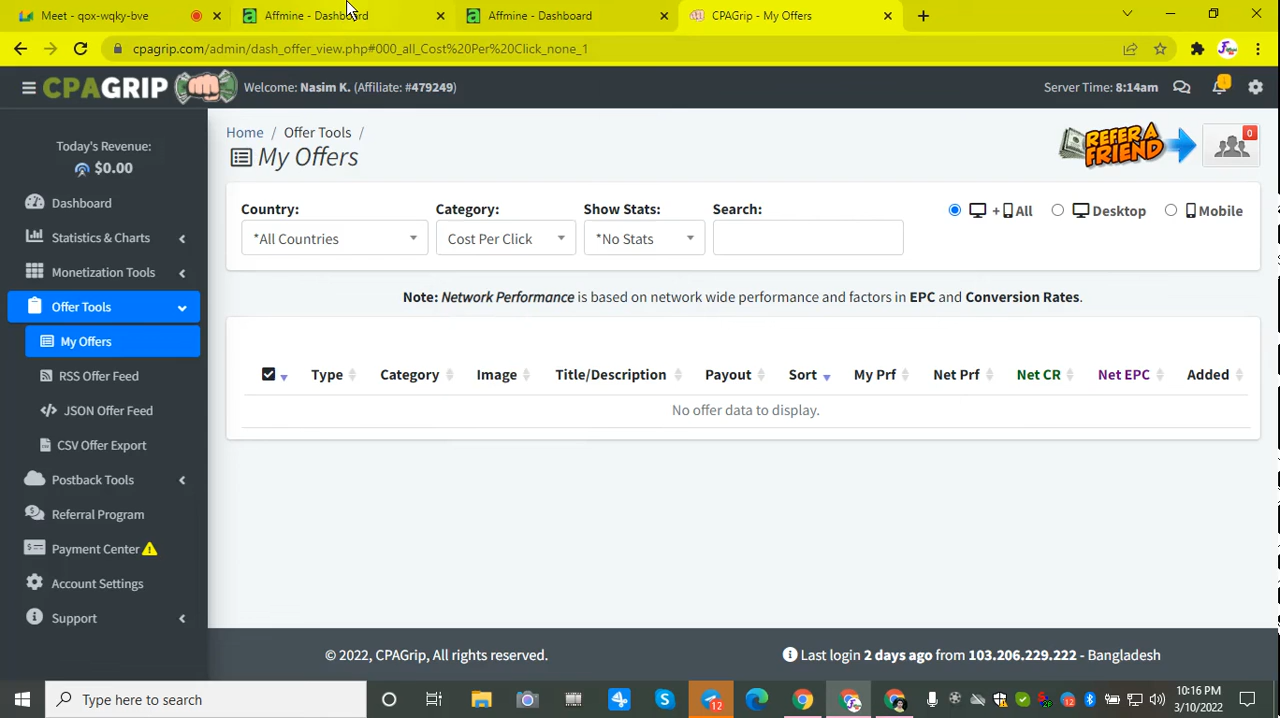 Meet - qox-wqky-bve
Affmine - Dashboard
Affmine - Dashboard
CPAGrip - My Offers
cpagrip.com/admin/dash_offer_view.php#000_all_Cost%20Per%20Click_none_1
CPAGRIP
Welcome: Nasim K. (Affiliate: #479249)
Server Time: 8:14am
Today's Revenue:
$0.00
Dashboard
Statistics & Charts
Monetization Tools
Offer Tools
My Offers
RSS Offer Feed
JSON Offer Feed
CSV Offer Export
Postback Tools
Referral Program
Payment Center
Account Settings
Support
Home / Offer Tools /
My Offers
REFER A FRIEND
0
Country: Category: Show Stats: Search:
*All Countries Cost Per Click *No Stats
+ All Desktop Mobile
Note: Network Performance is based on network wide performance and factors in EPC and Conversion Rates.
Type Category Image Title/Description Payout Sort My Prf Net Prf Net CR Net EPC Added
No offer data to display.
© 2022, CPAGrip, All rights reserved.
Last login 2 days ago from 103.206.229.222 - Bangladesh
Type here to search
12
12
10:16 PM
3/10/2022